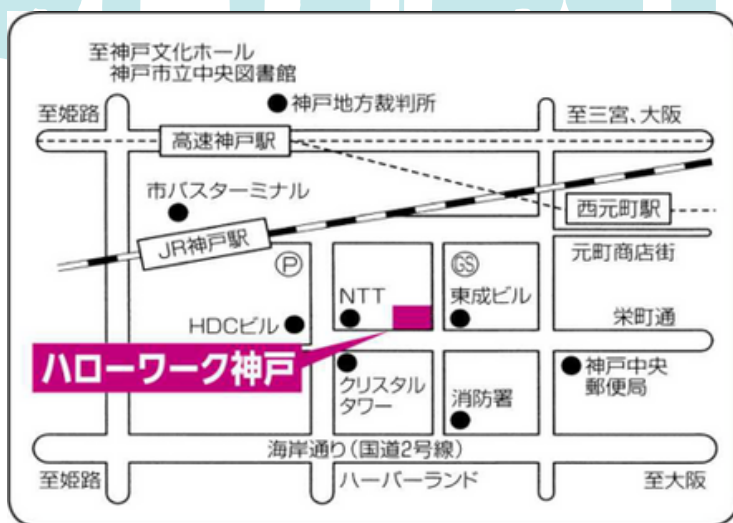 至神戸文化ホール
神戸市立中央図書館
至姫路
神戸地方裁判所
至三宮、大阪
高速神戸駅
市バスターミナル
西元町駅
JR神戸駅
元町商店街
P
GS
NTT
東成ビル
HDCビル
栄町通
ハローワーク神戸
クリスタル
タワー
消防署
神戸中央
郵便局
海岸通り(国道2号線)
至姫路
ハーバーランド
至大阪